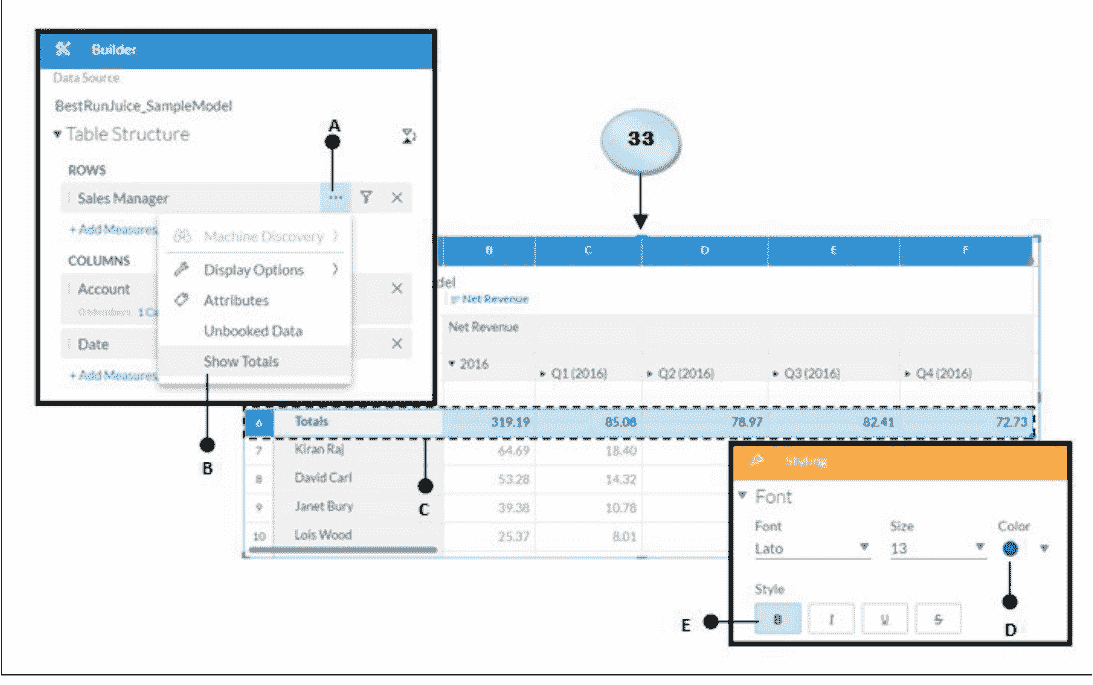 Builder
Data Source
BestRunJuice_SampleModel
Table Structure
A
ROWS
Sales Manager
+ Add Measures
Machine Discovery
COLUMNS
Display Options
Account
Attributes
0 Members 1 Ca
Unbooked Data
Date
Show Totals
+ Add Measures
B
33
B C D E F
del
Net Revenue
Net Revenue
2016 Q1 (2016) Q2 (2016) Q3 (2016) Q4 (2016)
6 Totals 319.19 85.08 78.97 82.41 72.73
7 Kiran Raj 64.69 18.40
8 David Carl 53.28 14.32
9 Janet Bury 39.38 10.78
10 Lois Wood 25.37 8.01
C
Styling
Font
Font Size Color
Lato 13
Style
B I U S
E
D